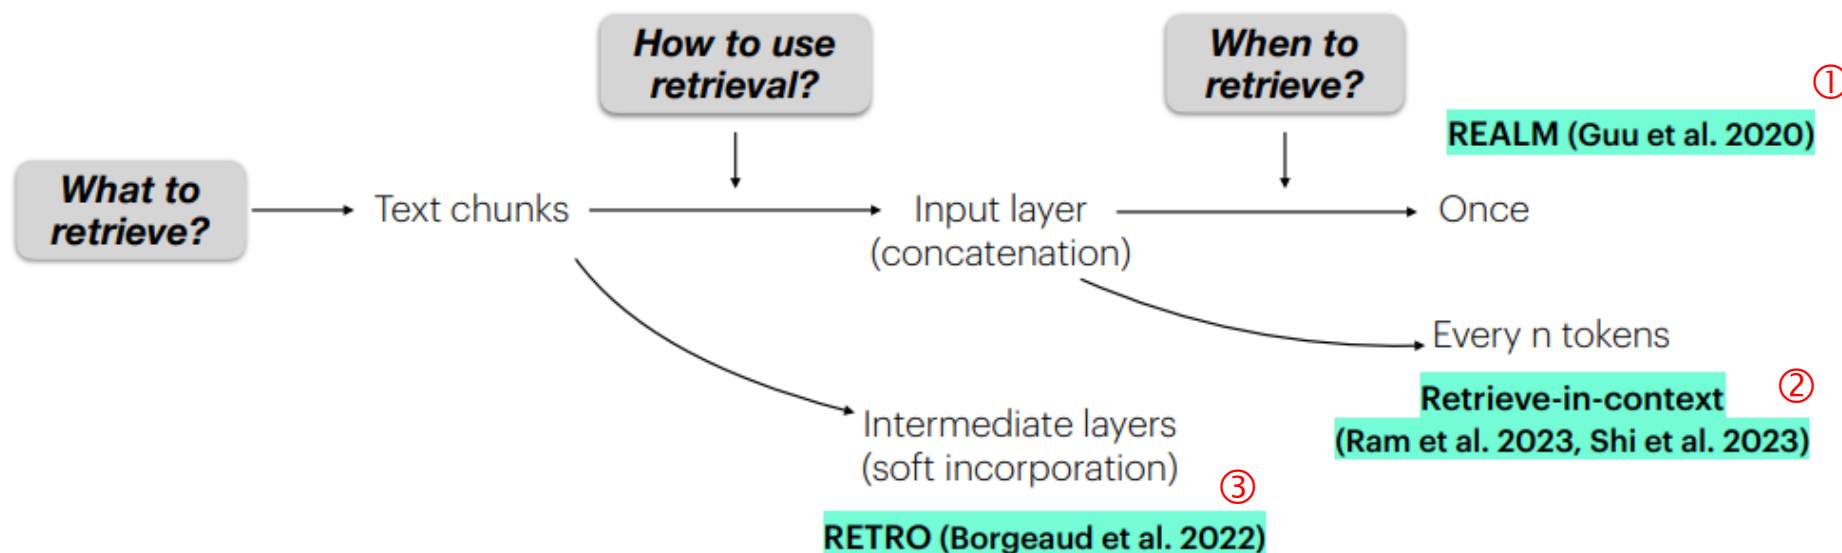 How to use
retrieval?
When to
retrieve?
①
REALM (Guu et al. 2020)
What to
retrieve?
Text chunks
Input layer
(concatenation)
Once
Every n tokens
Retrieve-in-context
②
(Ram et al. 2023, Shi et al. 2023)
Intermediate layers
(soft incorporation)
③
RETRO (Borgeaud et al. 2022)